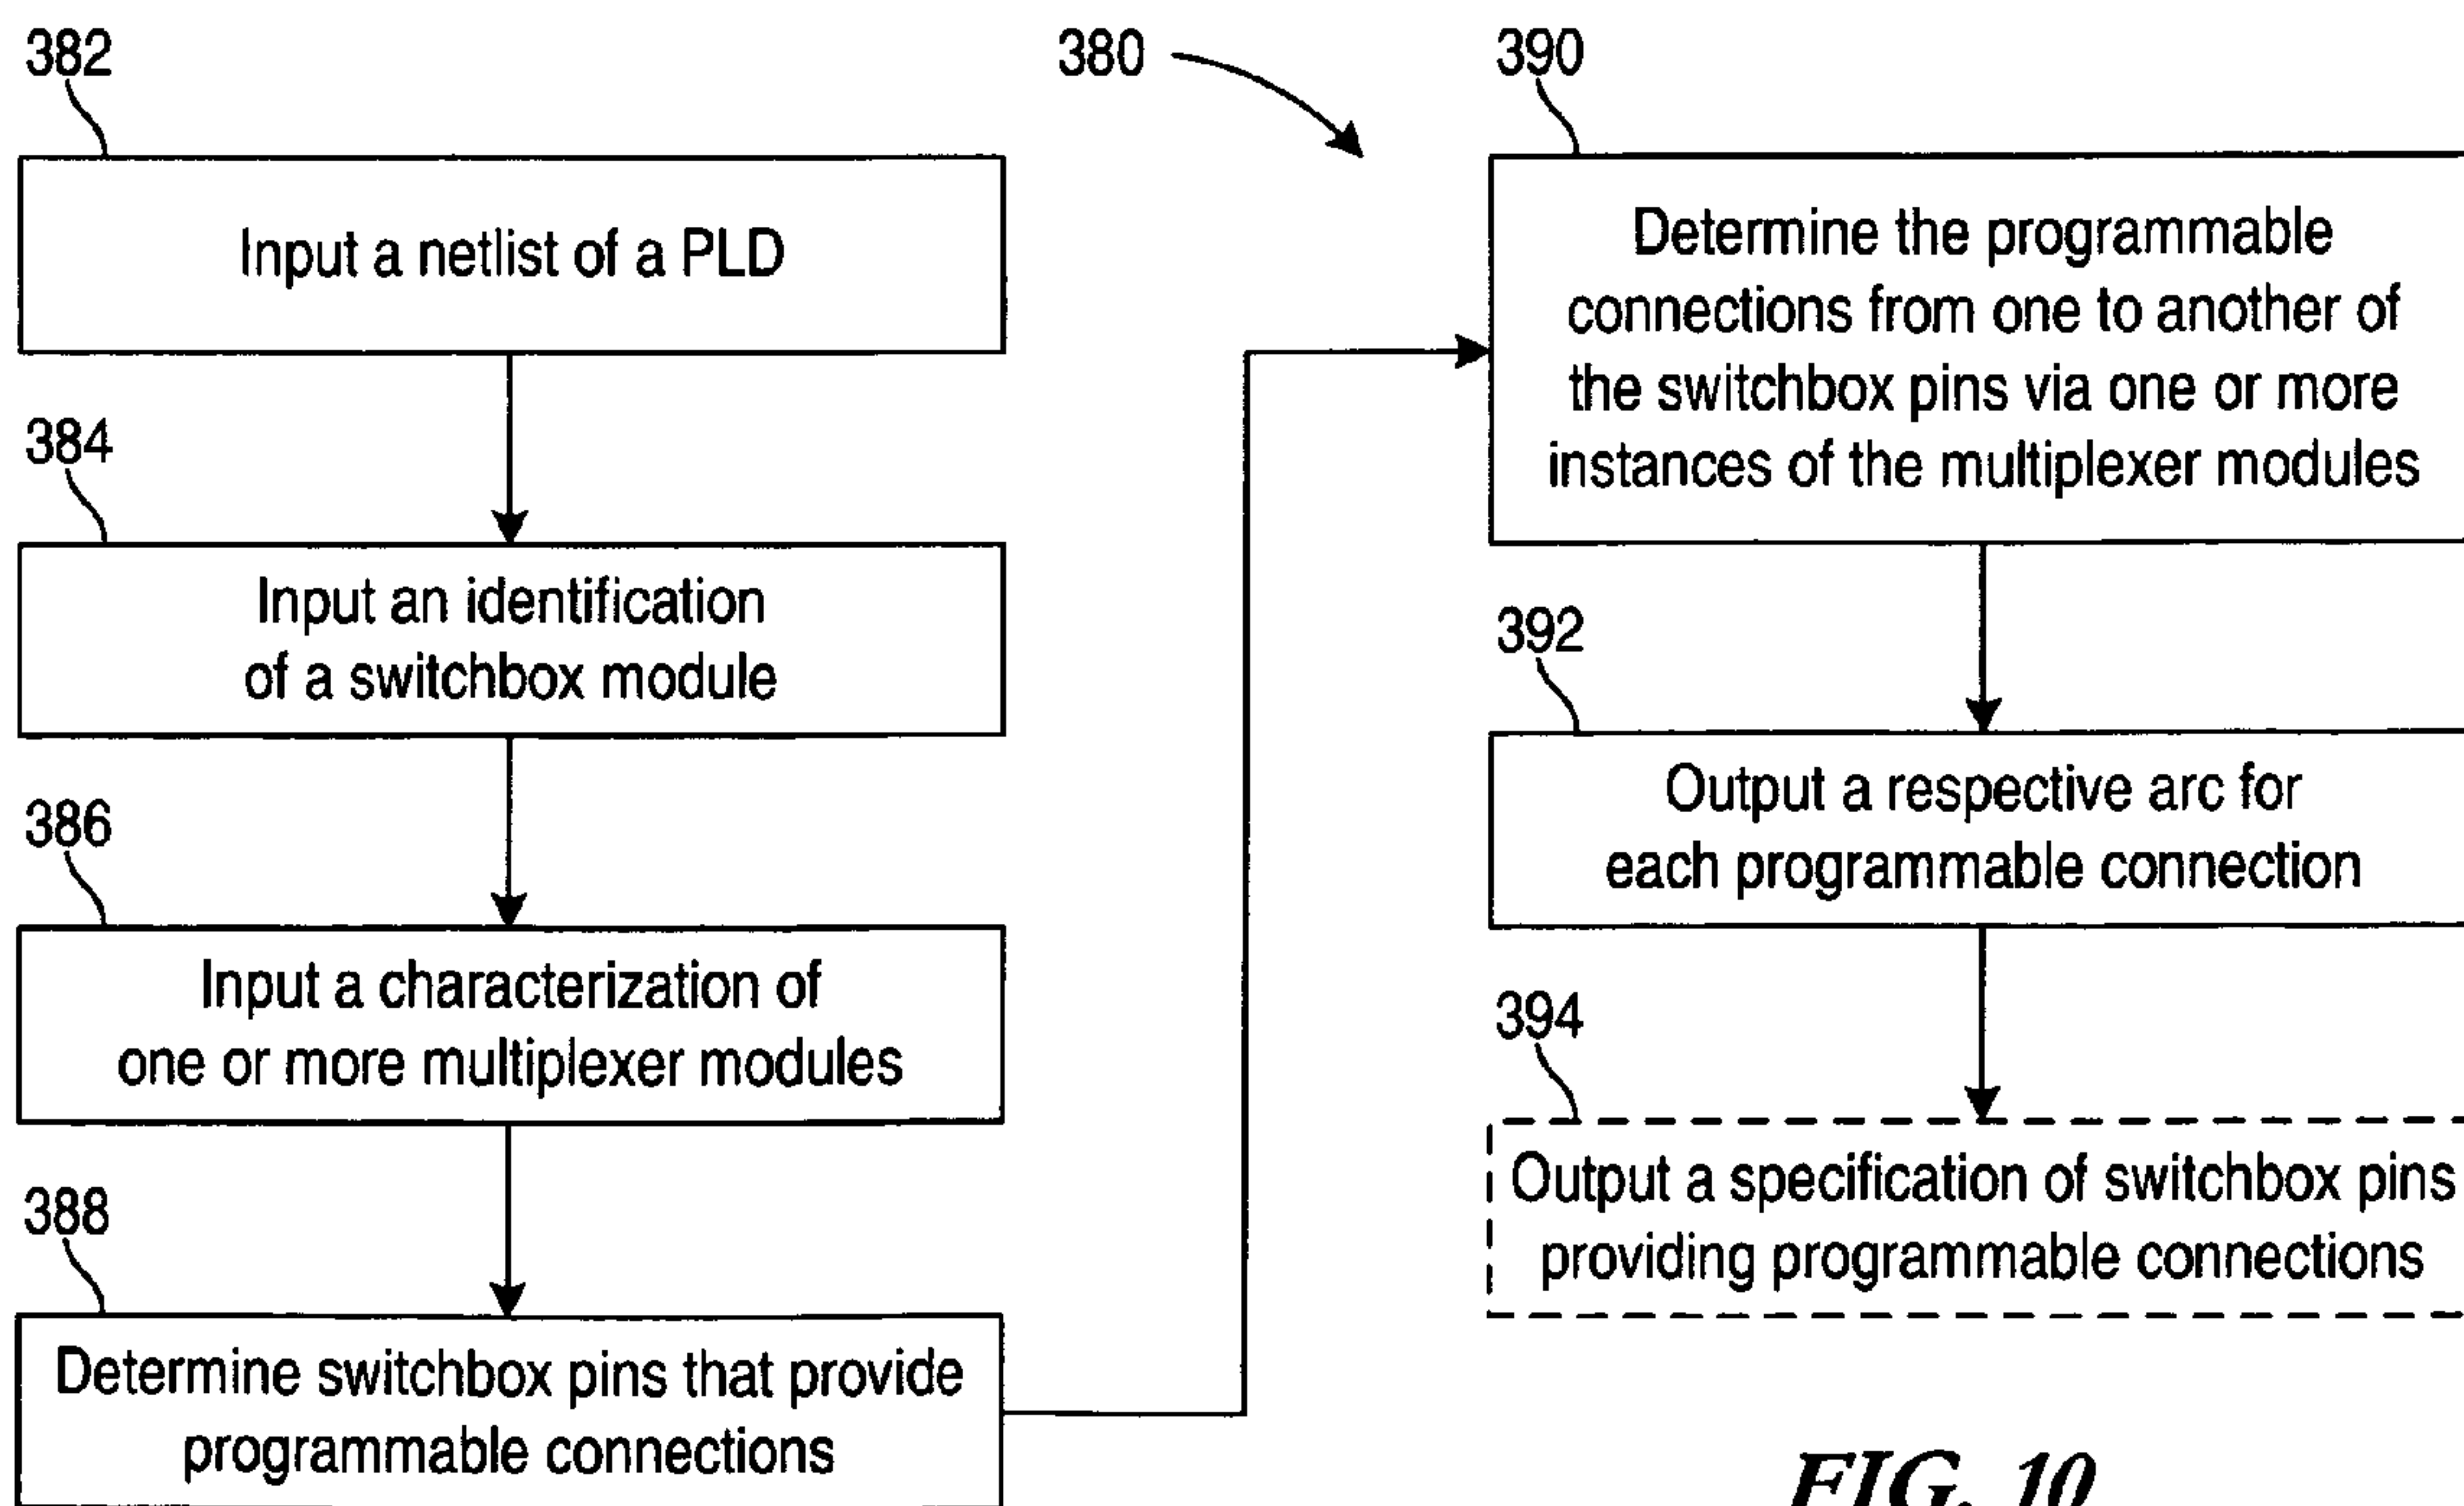 382
Input a netlist of a PLD
384
Input an identification
of a switchbox module
386
Input a characterization of
one or more multiplexer modules
388
Determine switchbox pins that provide
programmable connections
380
390
Determine the programmable
connections from one to another of
the switchbox pins via one or more
instances of the multiplexer modules
392
Output a respective arc for
each programmable connection
394
Output a specification of switchbox pins
providing programmable connections
FIG. 10